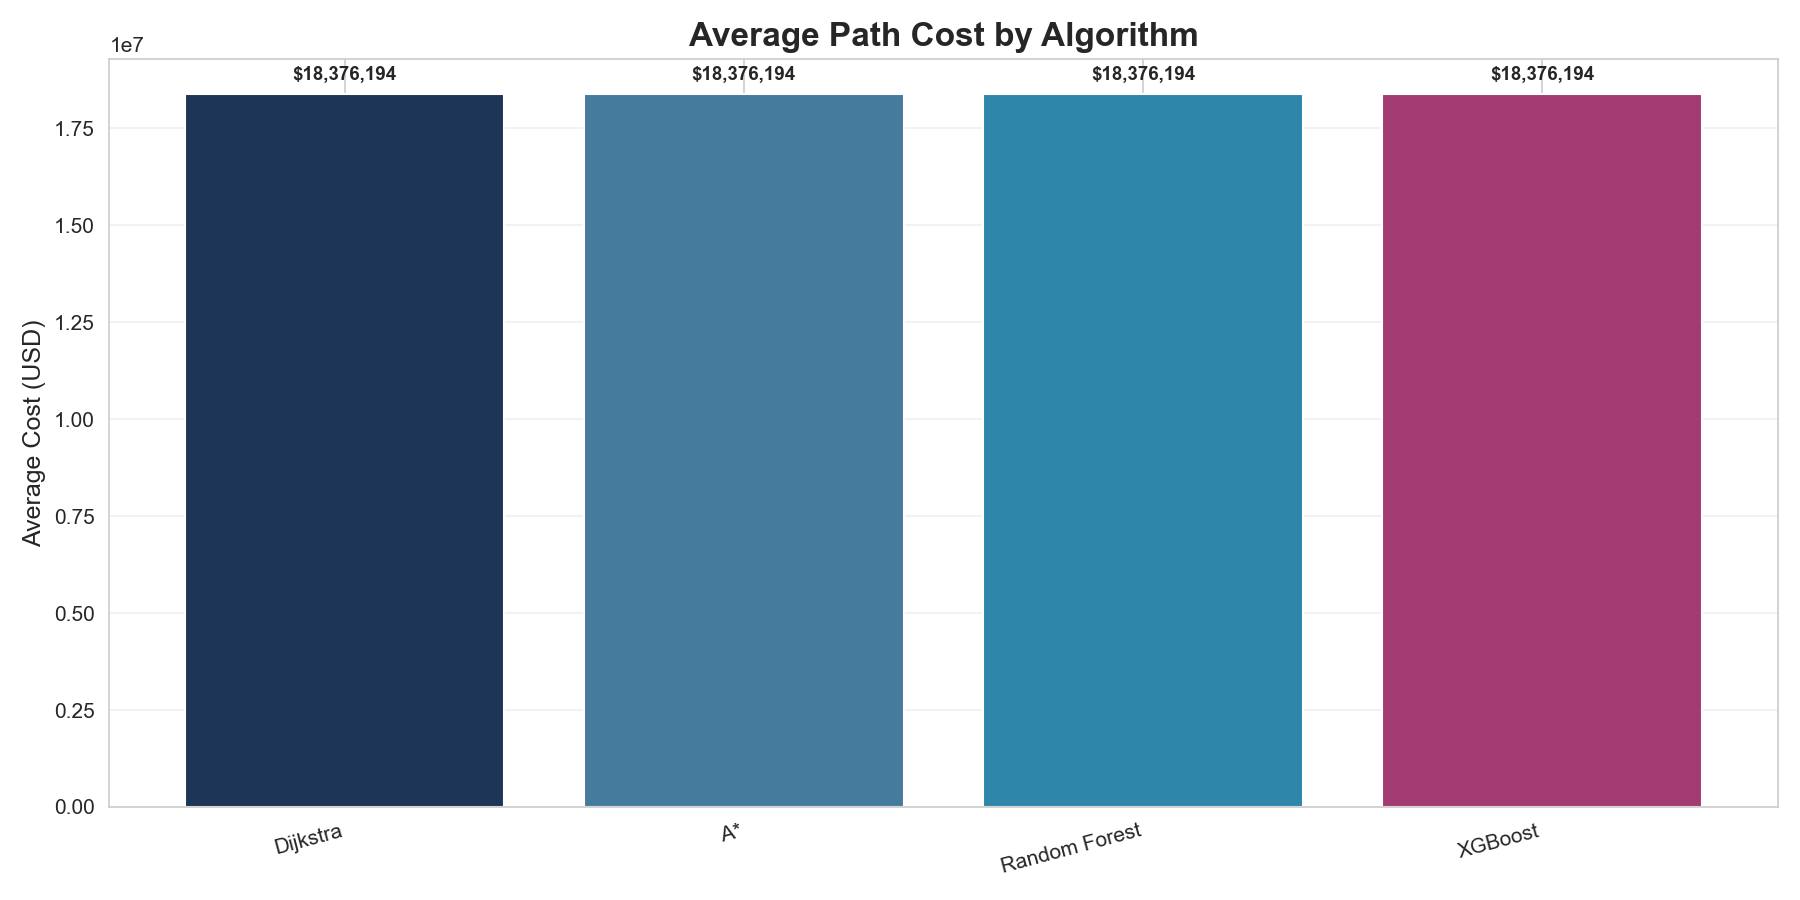 Average Path Cost by Algorithm
1e7
$18,376,194 $18,376,194 $18,376,194 $18,376,194
1.75
1.50
1.25
1.00
0.75
0.50
0.25
0.00
Average Cost (USD)
Dijkstra A* Random Forest XGBoost